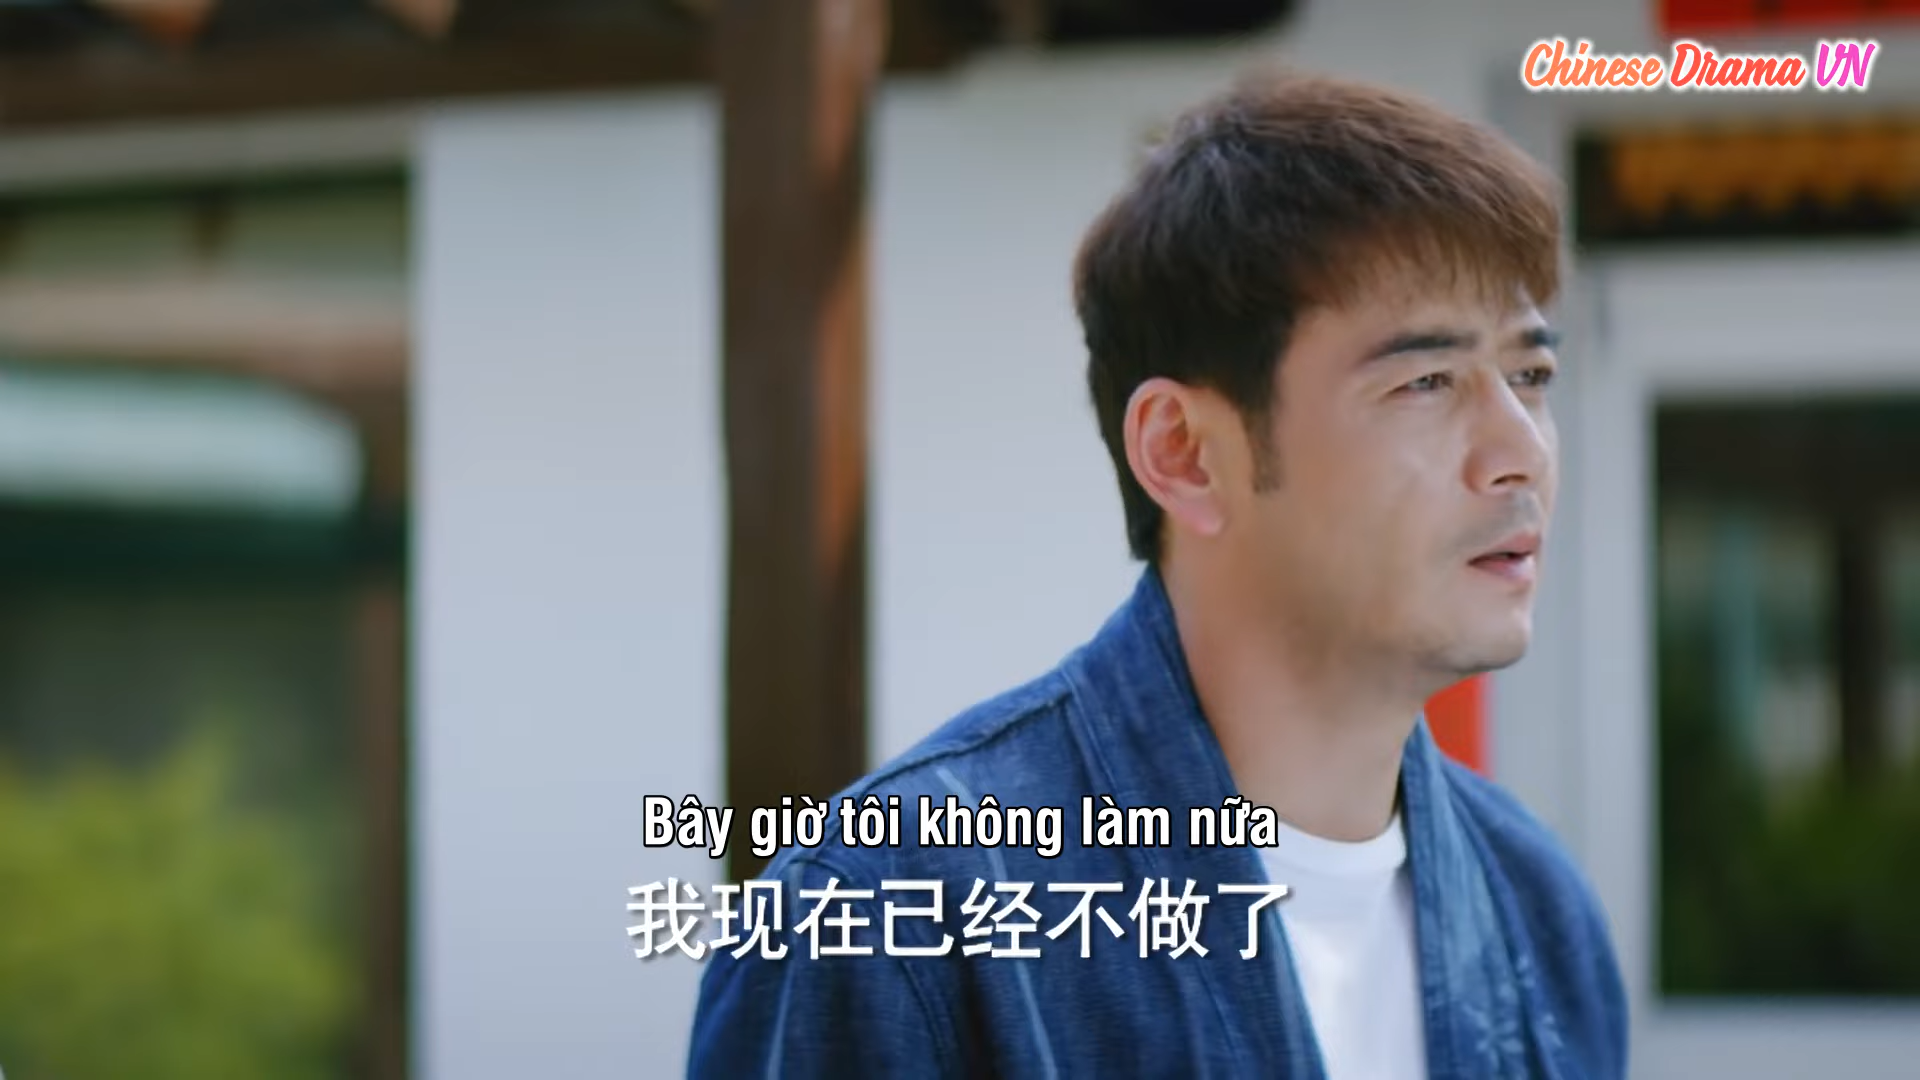 Chinese Drama VN
Bây giờ tôi không làm nữa
我现在已经不做了